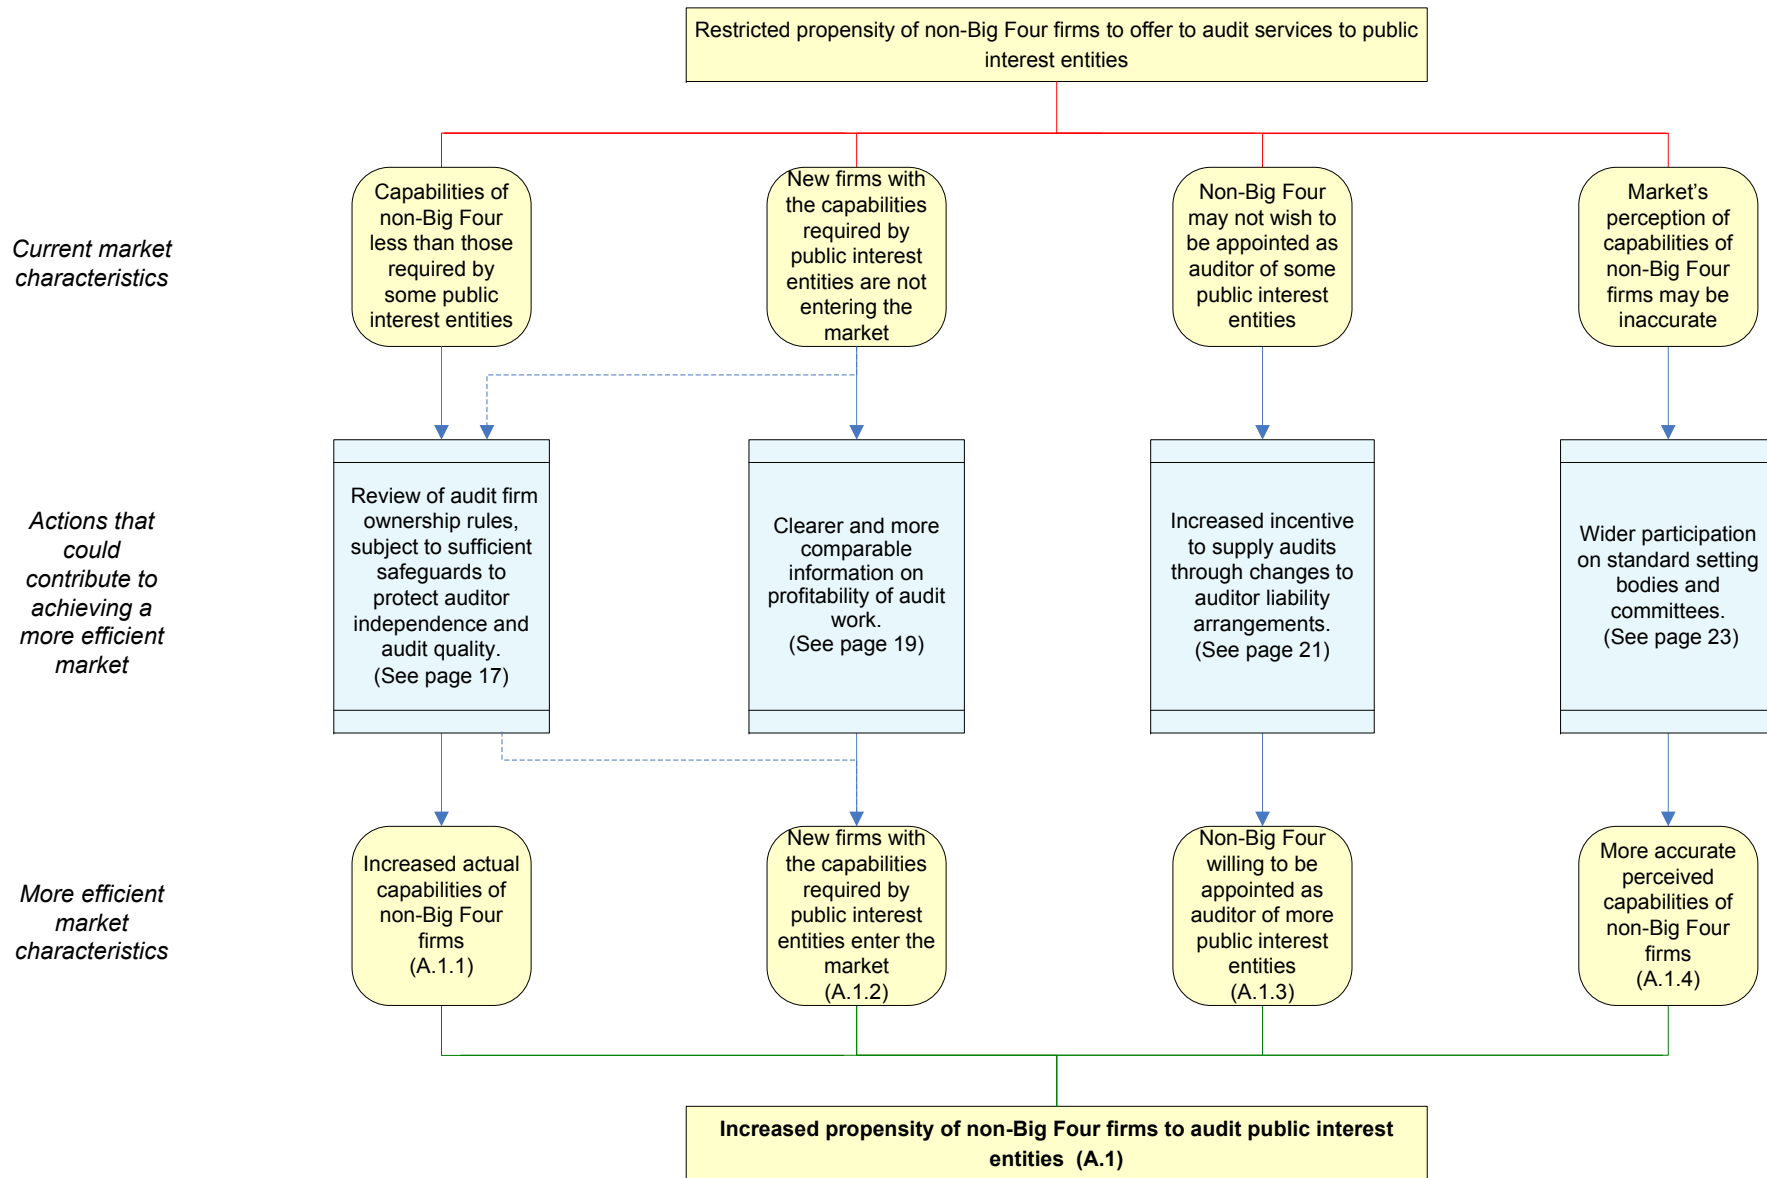 Restricted propensity of non-Big Four firms to offer to audit services to public
interest entities
Current market
characteristics
Capabilities of
non-Big Four
less than those
required by
some public
interest entities
New firms with
the capabilities
required by
public interest
entities are not
entering the
market
Non-Big Four
may not wish to
be appointed as
auditor of some
public interest
entities
Market's
perception of
capabilities of
non-Big Four
firms may be
inaccurate
Actions that
could
contribute to
achieving a
more efficient
market
Review of audit firm
ownership rules,
subject to sufficient
safeguards to
protect auditor
independence and
audit quality.
(See page 17)
Clearer and more
comparable
information on
profitability of audit
work.
(See page 19)
Increased incentive
to supply audits
through changes to
auditor liability
arrangements.
(See page 21)
Wider participation
on standard setting
bodies and
committees.
(See page 23)
More efficient
market
characteristics
Increased actual
capabilities of
non-Big Four
firms
(A.1.1)
New firms with
the capabilities
required by
public interest
entities enter the
market
(A.1.2)
Non-Big Four
willing to be
appointed as
auditor of more
public interest
entities
(A.1.3)
More accurate
perceived
capabilities of
non-Big Four
firms
(A.1.4)
Increased propensity of non-Big Four firms to audit public interest
entities (A.1)